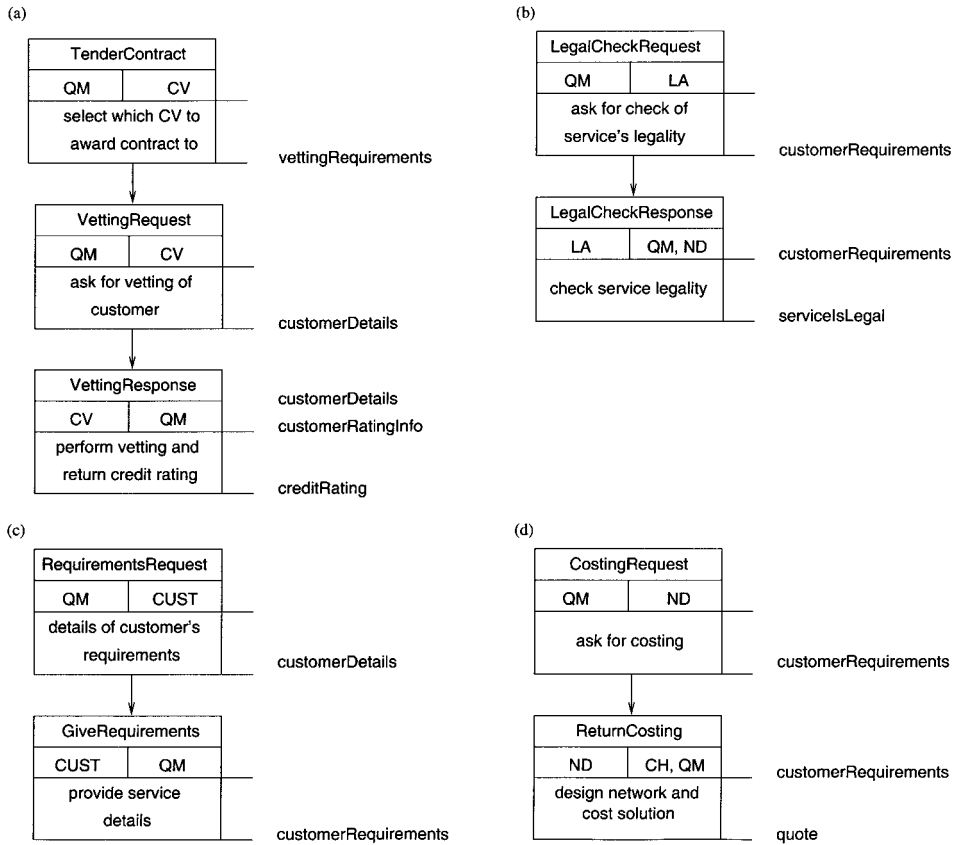 (a)
TenderContract
QM CV
select which CV to
award contract to
vettingRequirements
VettingRequest
QM CV
ask for vetting of
customer
customerDetails
VettingResponse
customerDetails
CV QM
customerRatingInfo
perform vetting and
return credit rating
creditRating
(b)
LegalCheckRequest
QM LA
ask for check of
service's legality
customerRequirements
LegalCheckResponse
LA QM, ND
customerRequirements
check service legality
serviceIsLegal
(c)
RequirementsRequest
QM CUST
details of customer's
requirements
customerDetails
GiveRequirements
CUST QM
provide service
details
customerRequirements
(d)
CostingRequest
QM ND
ask for costing
customerRequirements
ReturnCosting
ND CH, QM
customerRequirements
design network and
cost solution
quote